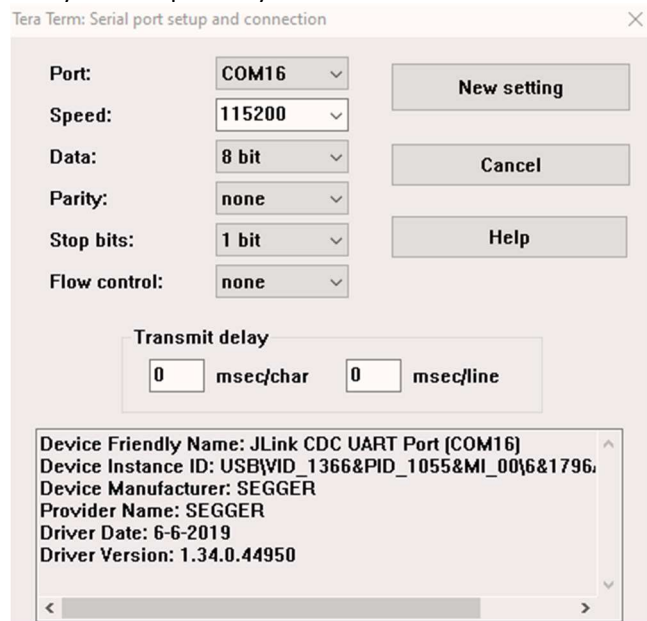 Tera Term: Serial port setup and connection
Port: COM16
New setting
Speed: 115200
Data: 8 bit
Cancel
Parity: none
Stop bits: 1 bit
Help
Flow control: none
Transmit delay
0 msec/char 0 msec/line
Device Friendly Name: JLink CDC UART Port (COM16)
Device Instance ID: USB\VID_1366&PID_1055&MI_00\6&1796
Device Manufacturer: SEGGER
Provider Name: SEGGER
Driver Date: 6-6-2019
Driver Version: 1.34.0.44950